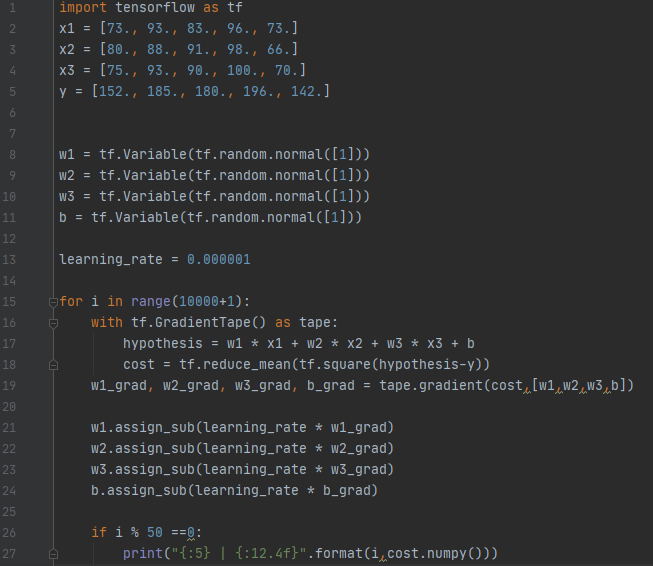 1 import tensorflow as tf
2 x1 = [73., 93., 83., 96., 73.]
3 x2 = [80., 88., 91., 98., 66.]
4 x3 = [75., 93., 90., 100., 70.]
5 y = [152., 185., 180., 196., 142.]
6
7
8 w1 = tf.Variable(tf.random.normal([1]))
9 w2 = tf.Variable(tf.random.normal([1]))
10 w3 = tf.Variable(tf.random.normal([1]))
11 b = tf.Variable(tf.random.normal([1]))
12
13 learning_rate = 0.000001
14
15 for i in range(10000+1):
16     with tf.GradientTape() as tape:
17         hypothesis = w1 * x1 + w2 * x2 + w3 * x3 + b
18         cost = tf.reduce_mean(tf.square(hypothesis-y))
19     w1_grad, w2_grad, w3_grad, b_grad = tape.gradient(cost,[w1,w2,w3,b])
20
21     w1.assign_sub(learning_rate * w1_grad)
22     w2.assign_sub(learning_rate * w2_grad)
23     w3.assign_sub(learning_rate * w3_grad)
24     b.assign_sub(learning_rate * b_grad)
25
26     if i % 50 ==0:
27         print("{:5} | {:12.4f}".format(i,cost.numpy()))